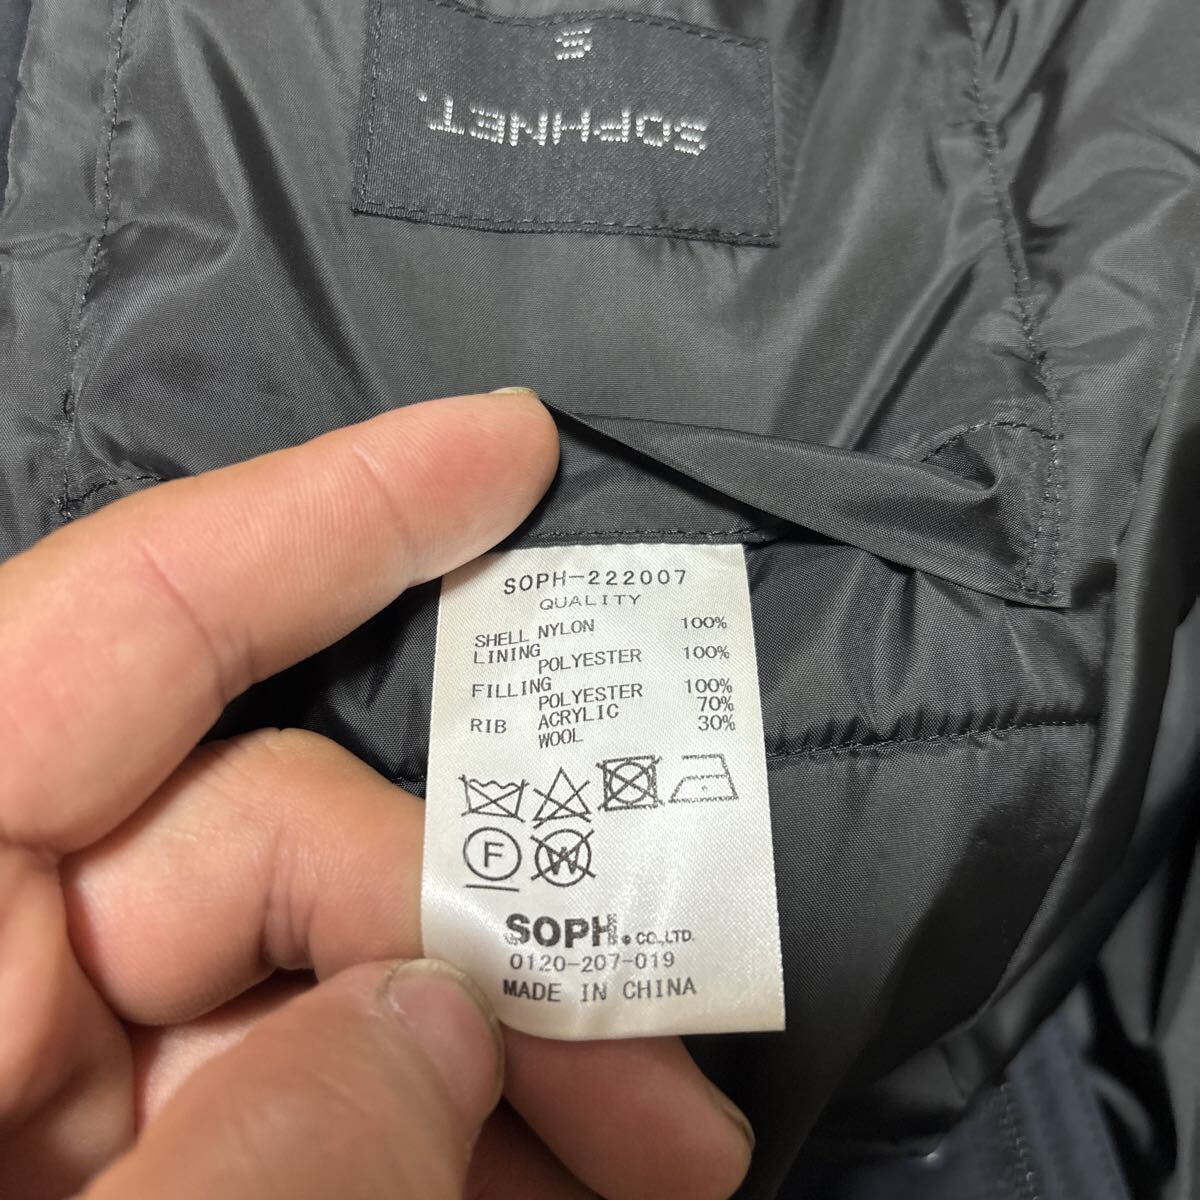 SOPHNET.
S
SOPH-222007
QUALITY
SHELL NYLON 100%
LINING
POLYESTER 100%
FILLING
POLYESTER 100%
RIB ACRYLIC 70%
WOOL 30%
F W
SOPH. CO.,LTD.
0120-207-019
MADE IN CHINA